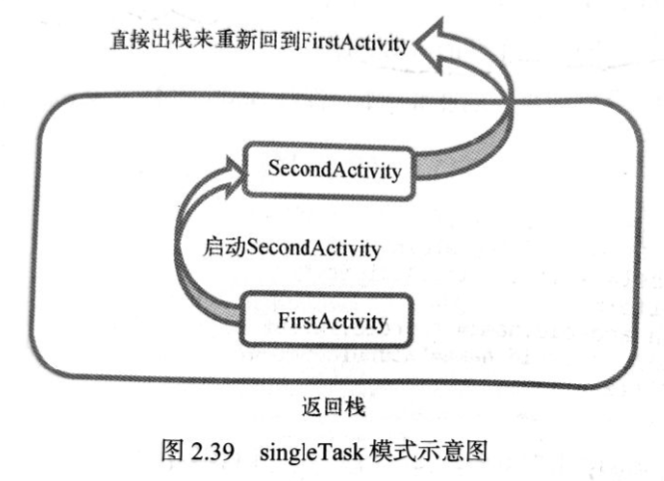 直接出栈来重新回到FirstActivity
SecondActivity
启动SecondActivity
FirstActivity
返回栈
图 2.39 singleTask 模式示意图